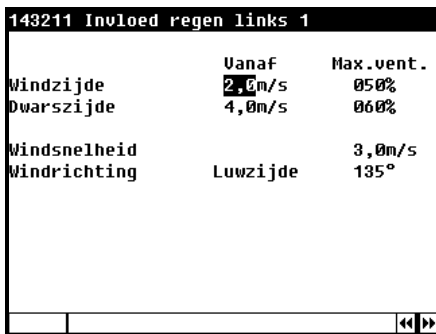 143211 Invloed regen links 1
Vanaf Max.vent.
Windzijde 2,0m/s 050%
Dwarszijde 4,0m/s 060%
Windsnelheid 3,0m/s
Windrichting Luwzijde 135°